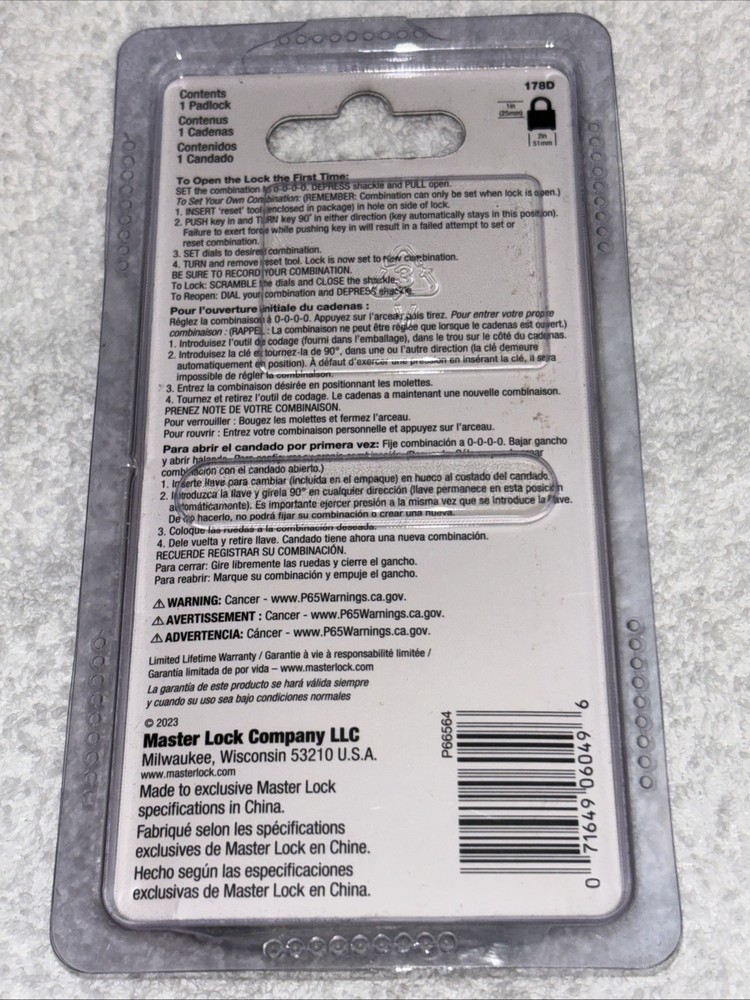 Contents
1 Padlock
Contenus
1 Cadenas
Contenidos
1 Candado
178D
1in
(25mm)
2in
51mm
To Open the Lock the First Time:
SET the combination to 0-0-0-0. DEPRESS shackle and PULL open.
To Set Your Own Combination: (REMEMBER: Combination can only be set when lock is open.)
1. INSERT 'reset' tool (enclosed in package) in hole on side of lock.
2. PUSH key in and TURN key 90° in either direction (key automatically stays in this position).
Failure to exert force while pushing key in will result in a failed attempt to set or
reset combination.
3. SET dials to desired combination.
4. TURN and remove reset tool. Lock is now set to new combination.
BE SURE TO RECORD YOUR COMBINATION.
To Lock: SCRAMBLE the dials and CLOSE the shackle.
To Reopen: DIAL your combination and DEPRESS shackle.
Pour l'ouverture initiale du cadenas :
Réglez la combinaison à 0-0-0-0. Appuyez sur l'arceau puis tirez. Pour entrer votre propre
combinaison : (RAPPEL : La combinaison ne peut être réglée que lorsque le cadenas est ouvert.)
1. Introduisez l'outil de codage (fourni dans l'emballage), dans le trou sur le côté du cadenas.
2. Introduisez la clé et tournez-la de 90°, dans une ou l'autre direction (la clé demeure
automatiquement en position). À défaut d'exercer une pression en insérant la clé, il sera
impossible de régler la combinaison.
3. Entrez la combinaison désirée en positionnant les molettes.
4. Tournez et retirez l'outil de codage. Le cadenas a maintenant une nouvelle combinaison.
PRENEZ NOTE DE VOTRE COMBINAISON.
Pour verrouiller : Bougez les molettes et fermez l'arceau.
Pour rouvrir : Entrez votre combinaison personnelle et appuyez sur l'arceau.
Para abrir el candado por primera vez: Fije combinación a 0-0-0-0. Bajar gancho
y abrir
combinación con el candado abierto.)
1. Inserte llave para cambiar (incluida en el empaque) en hueco al costado del candado.
2. Introduzca la llave y gírela 90° en cualquier dirección (llave permanece en esta posición
automáticamente). Es importante ejercer presión a la misma vez que se introduce la llave.
De no hacerlo, no podrá fijar su combinación o crear una nueva.
3. Coloque las ruedas a la combinación deseada.
4. Dele vuelta y retire llave. Candado tiene ahora una nueva combinación.
RECUERDE REGISTRAR SU COMBINACIÓN.
Para cerrar: Gire libremente las ruedas y cierre el gancho.
Para reabrir: Marque su combinación y empuje el gancho.
⚠ WARNING: Cancer - www.P65Warnings.ca.gov.
⚠ AVERTISSEMENT : Cancer - www.P65Warnings.ca.gov.
⚠ ADVERTENCIA: Cáncer - www.P65Warnings.ca.gov.
Limited Lifetime Warranty / Garantie à vie à responsabilité limitée /
Garantía limitada de por vida – www.masterlock.com
La garantía de este producto se hará válida siempre
y cuando su uso sea bajo condiciones normales
© 2023
Master Lock Company LLC
Milwaukee, Wisconsin 53210 U.S.A.
www.masterlock.com
Made to exclusive Master Lock
specifications in China.
Fabriqué selon les spécifications
exclusives de Master Lock en Chine.
Hecho según las especificaciones
exclusivas de Master Lock en China.
P66564
0 71649 06049 6